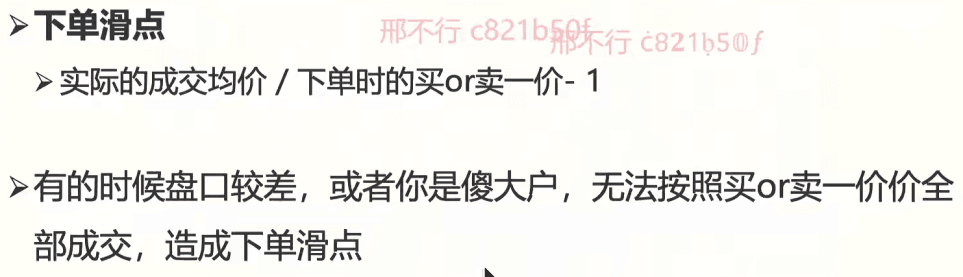 ➢下单滑点
邢不行 c821b50f
邢不行 c821b50f
➢实际的成交均价 / 下单时的买or卖一价- 1
➢有的时候盘口较差，或者你是傻大户，无法按照买or卖一价价全
部成交，造成下单滑点